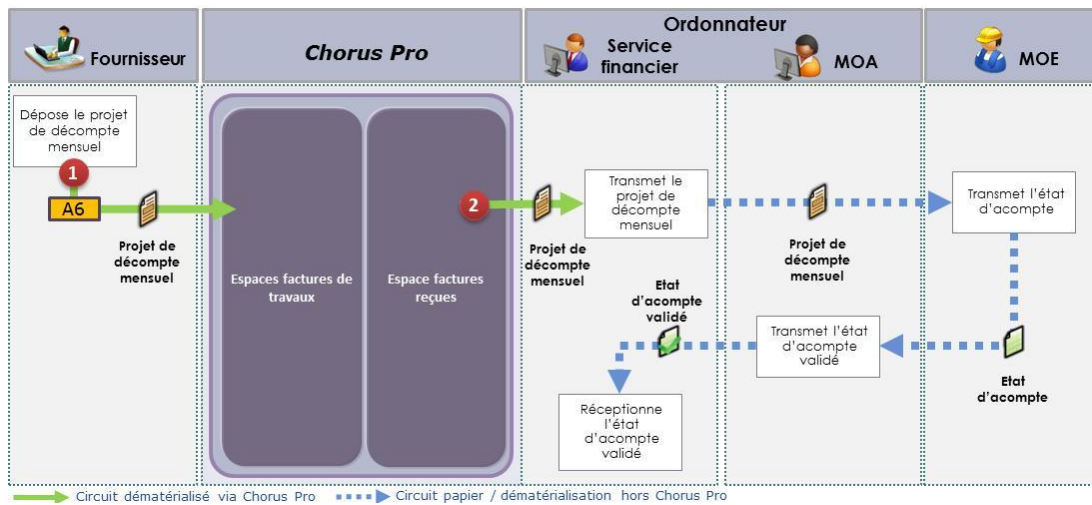 Fournisseur
Chorus Pro
Ordonnateur
Service
financier
MOA
MOE
Dépose le projet
de décompte
mensuel
1
A6
Projet de
décompte
mensuel
Espaces factures de
travaux
Espace factures
reçues
2
Projet de
décompte
mensuel
Transmet le
projet de
décompte
mensuel
Projet de
décompte
mensuel
Transmet l'état
d'acompte
Etat
d'acompte
Transmet l'état
d'acompte
validé
Etat
d'acompte
validé
Réceptionne
l'état
d'acompte
validé
Circuit dématérialisé via Chorus Pro
Circuit papier / dématérialisation hors Chorus Pro